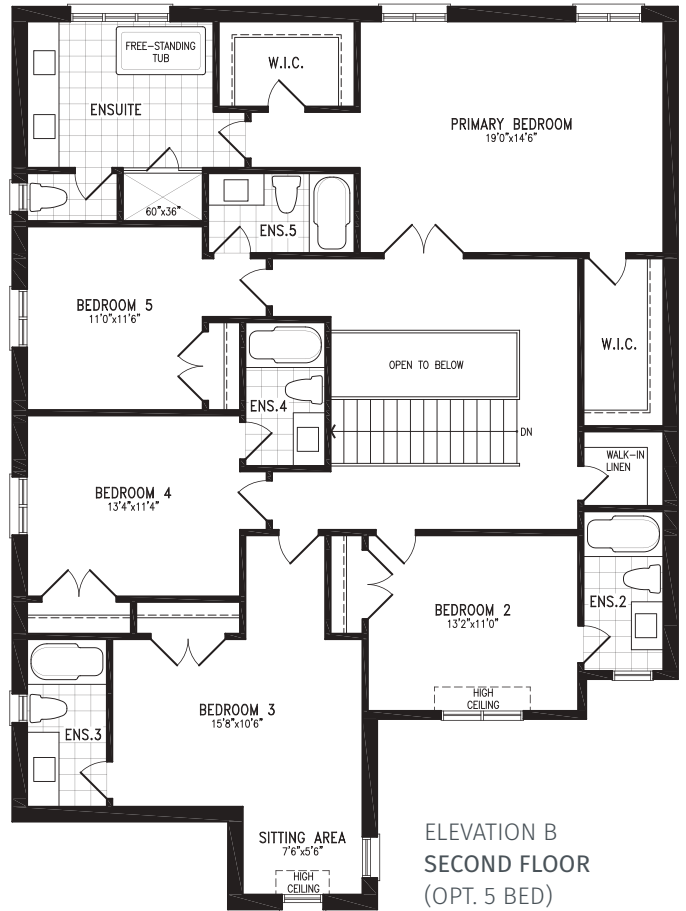 FREE-STANDING
TUB
W.I.C.
ENSUITE
PRIMARY BEDROOM
19'0"x14'6"
60"x36"
ENS.5
BEDROOM 5
11'0"x11'6"
W.I.C.
OPEN TO BELOW
ENS.4
DN
WALK-IN
LINEN
BEDROOM 4
13'4"x11'4"
BEDROOM 2
13'2"x11'0"
ENS.2
HIGH
CEILING
BEDROOM 3
15'8"x10'6"
ENS.3
SITTING AREA
7'6"x5'6"
HIGH
CEILING
ELEVATION B
SECOND FLOOR
(OPT. 5 BED)